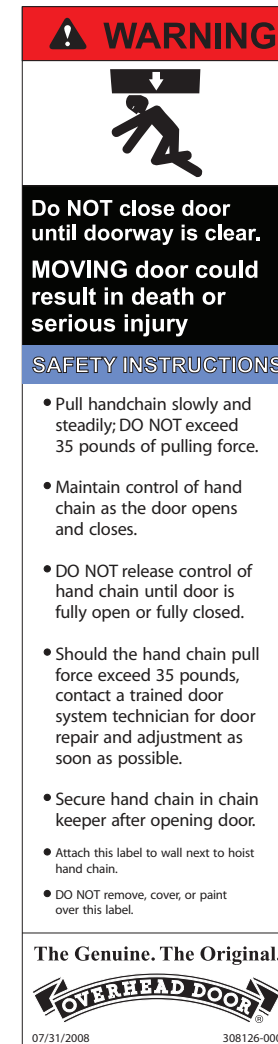 WARNING
Do NOT close door
until doorway is clear.
MOVING door could
result in death or
serious injury
SAFETY INSTRUCTIONS
• Pull handchain slowly and
steadily; DO NOT exceed
35 pounds of pulling force.
• Maintain control of hand
chain as the door opens
and closes.
• DO NOT release control of
hand chain until door is
fully open or fully closed.
• Should the hand chain pull
force exceed 35 pounds,
contact a trained door
system technician for door
repair and adjustment as
soon as possible.
• Secure hand chain in chain
keeper after opening door.
• Attach this label to wall next to hoist
hand chain.
• DO NOT remove, cover, or paint
over this label.
The Genuine. The Original.
OVERHEAD DOOR
®
07/31/2008 308126-000